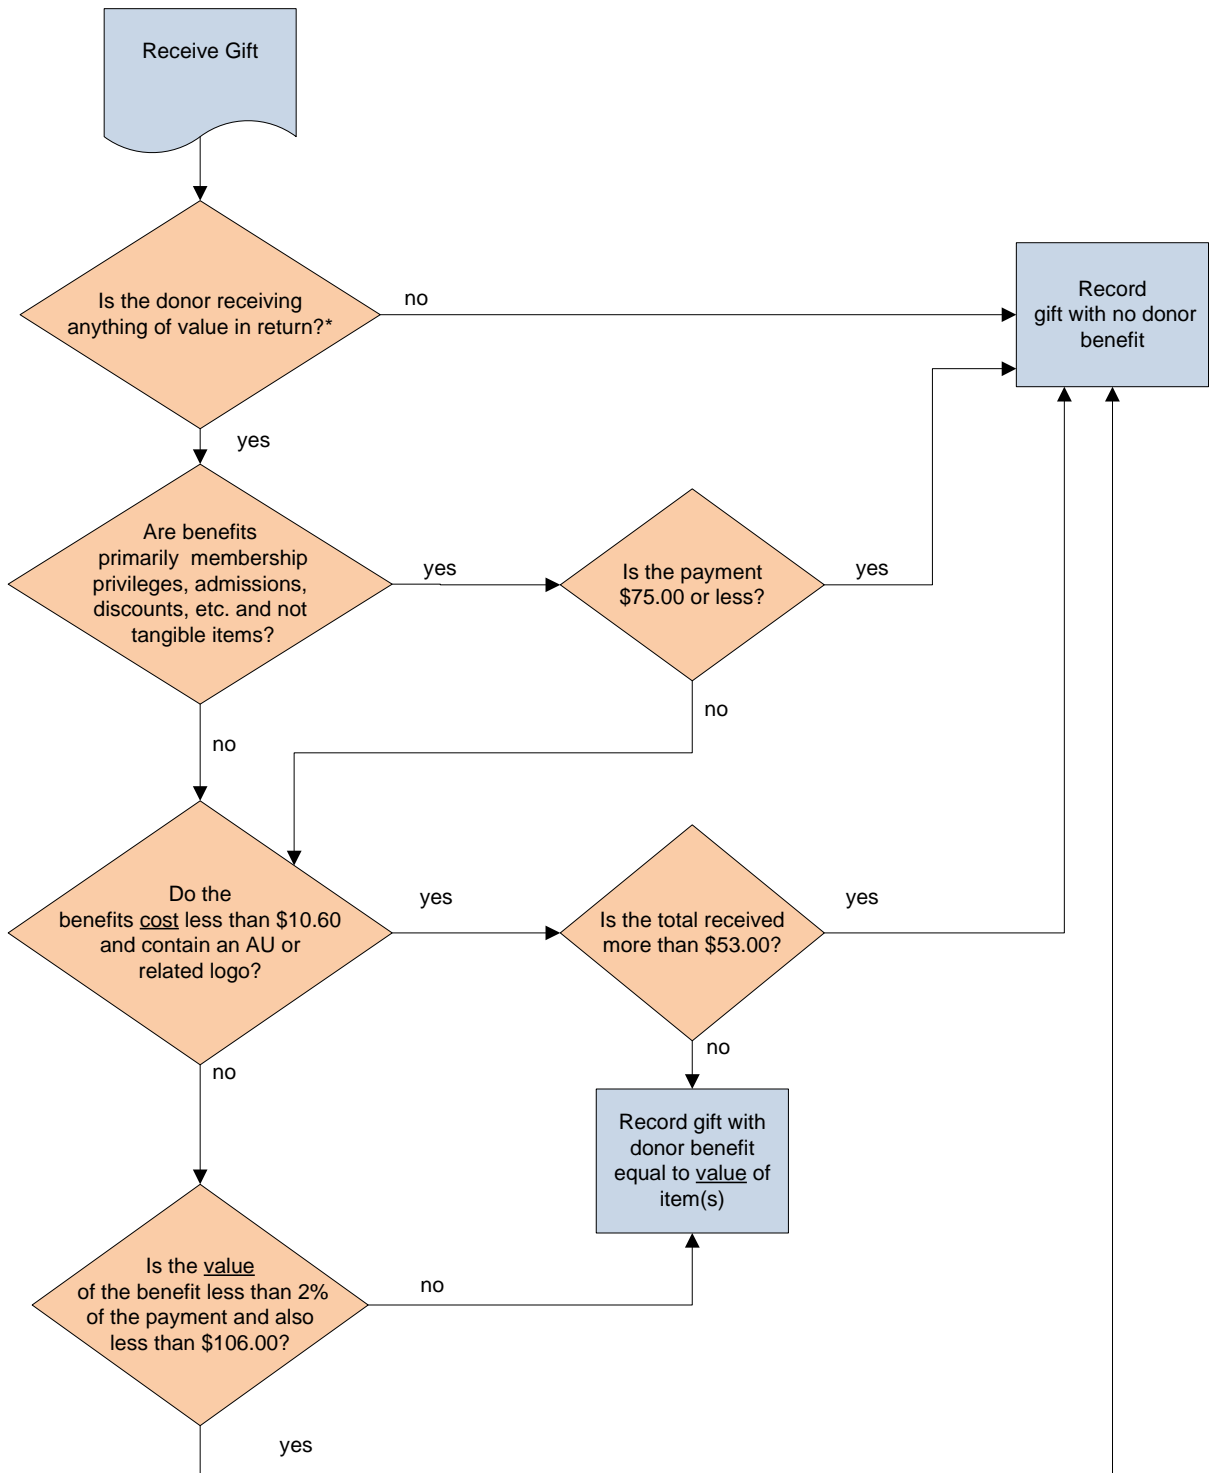 Receive Gift
Is the donor receiving
anything of value in return?*
no
Record
gift with no donor
benefit
yes
Are benefits
primarily  membership
privileges, admissions,
discounts, etc. and not
tangible items?
yes
Is the payment
$75.00 or less?
yes
no
no
Do the
benefits cost less than $10.60
and contain an AU or
related logo?
yes
Is the total received
more than $53.00?
yes
no
no
Record gift with
donor benefit
equal to value of
item(s)
Is the value
of the benefit less than 2%
of the payment and also
less than $106.00?
no
yes